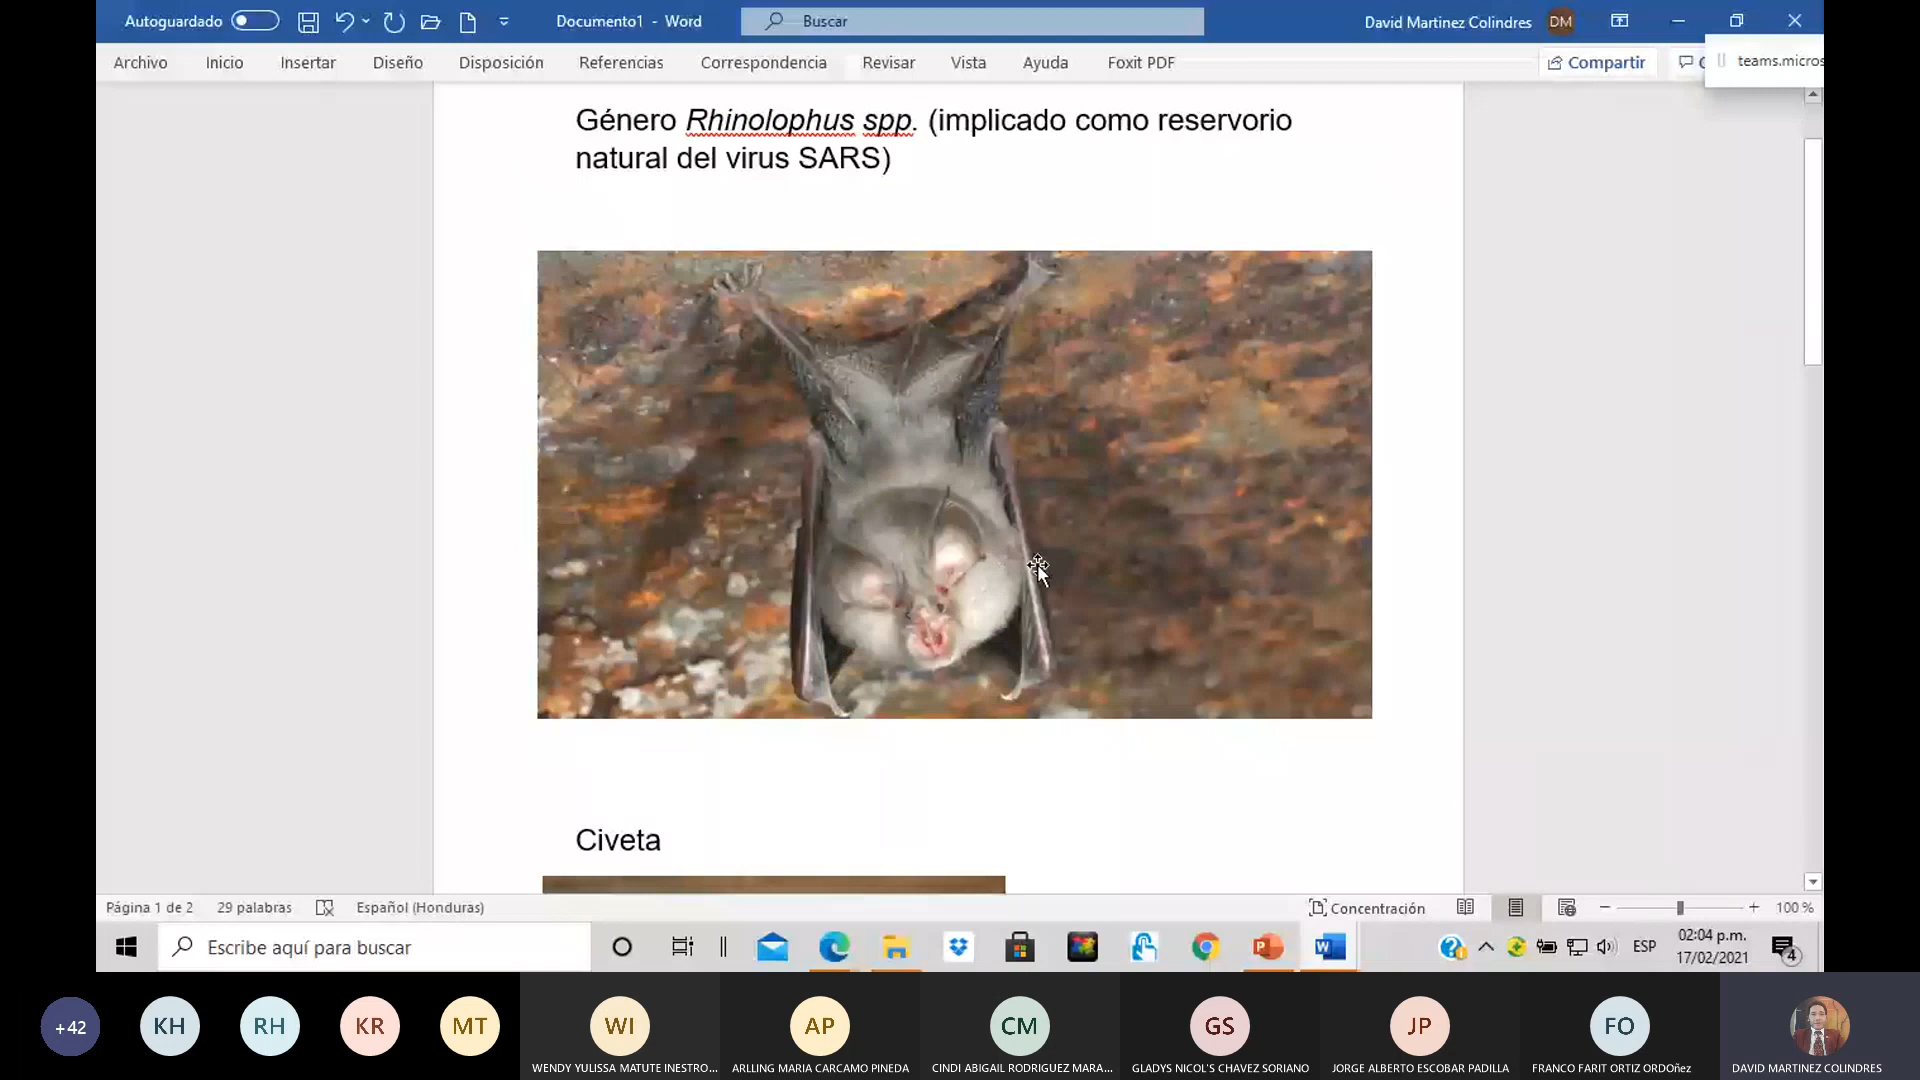 Autoguardado
Documento1 - Word
Buscar
David Martinez Colindres
DM
Archivo
Inicio
Insertar
Diseño
Disposición
Referencias
Correspondencia
Revisar
Vista
Ayuda
Foxit PDF
Compartir
teams.micros
Género Rhinolophus spp. (implicado como reservorio
natural del virus SARS)
Civeta
Página 1 de 2
29 palabras
Español (Honduras)
Concentración
100 %
Escribe aquí para buscar
ESP
02:04 p.m.
17/02/2021
4
+42
KH
RH
KR
MT
WI
AP
CM
GS
JP
FO
WENDY YULISSA MATUTE INESTRO...
ARLLING MARIA CARCAMO PINEDA
CINDI ABIGAIL RODRIGUEZ MARA...
GLADYS NICOL'S CHAVEZ SORIANO
JORGE ALBERTO ESCOBAR PADILLA
FRANCO FARIT ORTIZ ORDOñez
DAVID MARTINEZ COLINDRES